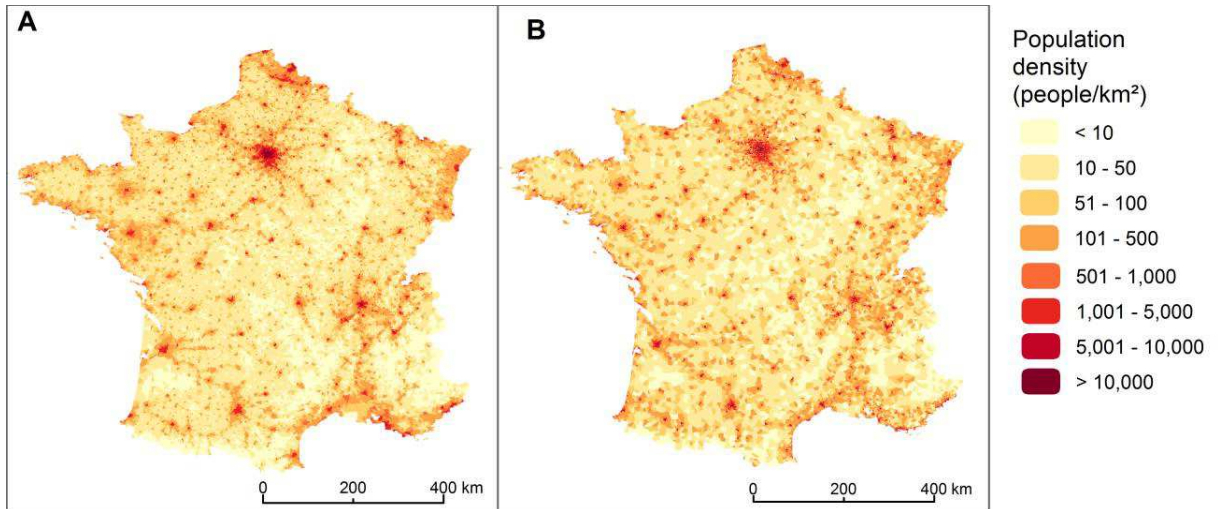 A
B
Population
density
(people/km²)
< 10
10 - 50
51 - 100
101 - 500
501 - 1,000
1,001 - 5,000
5,001 - 10,000
> 10,000
0 200 400 km
0 200 400 km